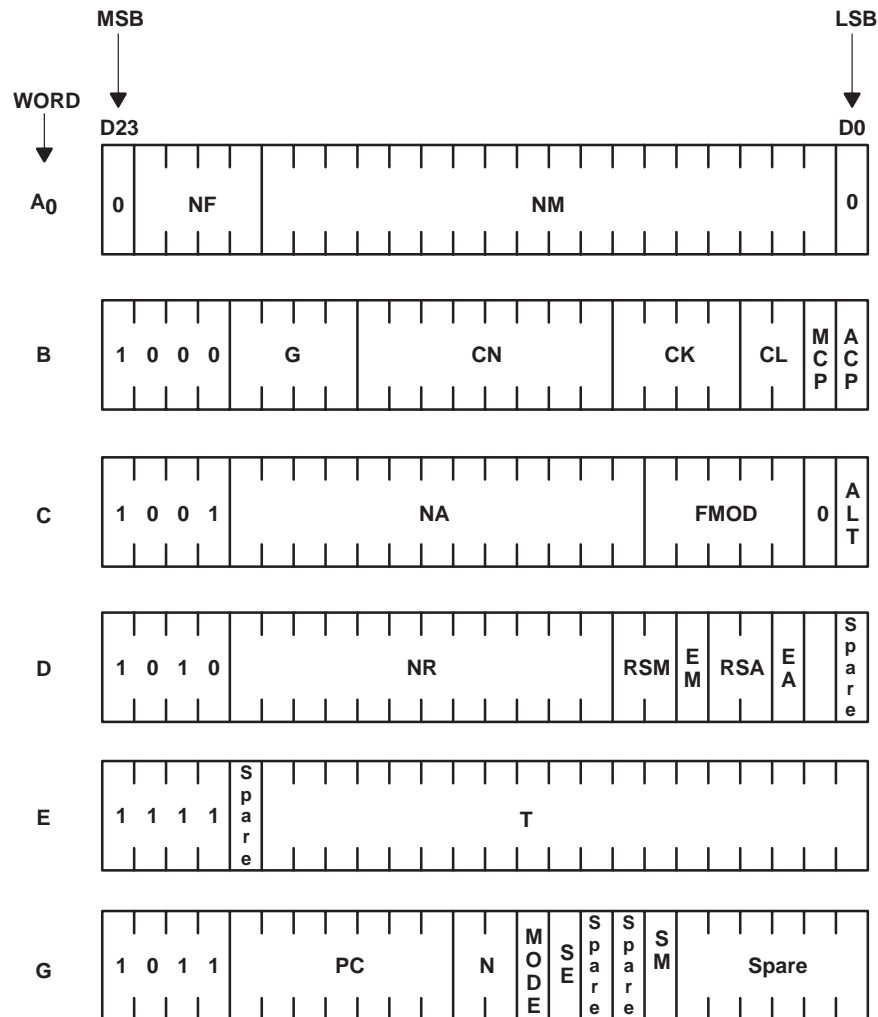 MSB LSB
WORD
D23 D0
A0 0 NF NM 0
B 1 0 0 0 G CN CK CL MCP ACP
C 1 0 0 1 NA FMOD 0 ALT
D 1 0 1 0 NR RSM EM RSA EA Spare
E 1 1 1 1 Spare T
G 1 0 1 1 PC N MODE SE Spare Spare SM Spare